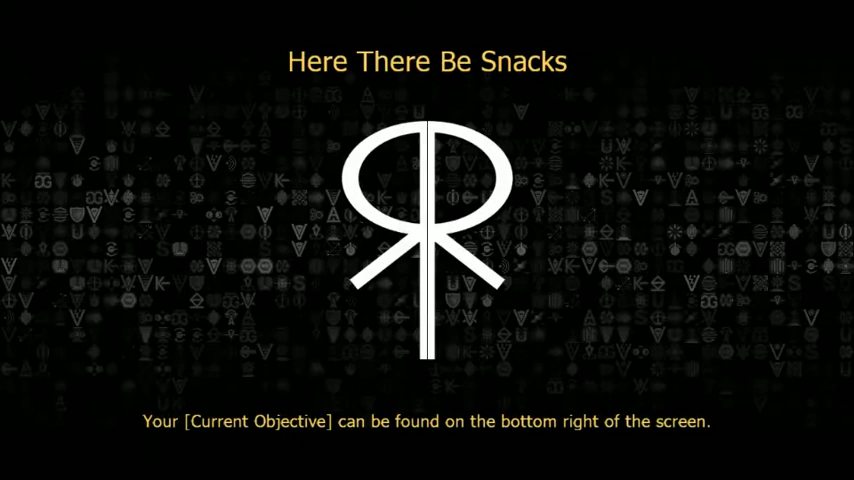 Here There Be Snacks
Your [Current Objective] can be found on the bottom right of the screen.